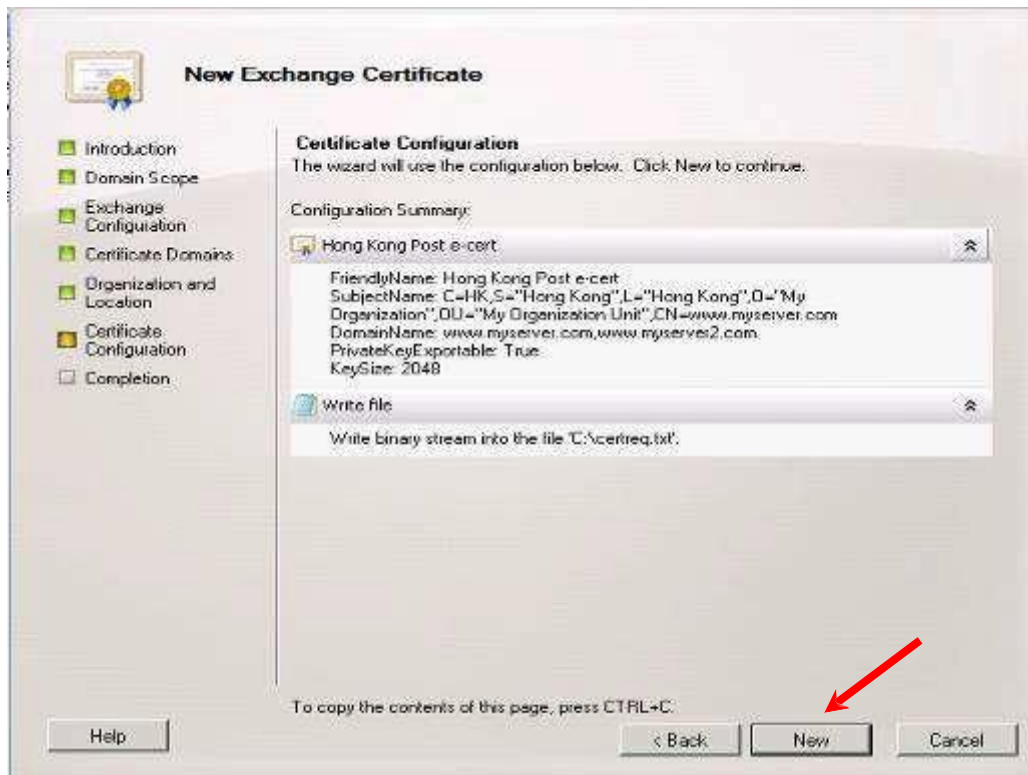 New Exchange Certificate
Introduction
Domain Scope
Exchange
Configuration
Certificate Domains
Organization and
Location
Certificate
Configuration
Completion
Certificate Configuration
The wizard will use the configuration below. Click New to continue.
Configuration Summary:
Hong Kong Post e-cert
FriendlyName: Hong Kong Post e-cert
SubjectName: C=HK,S="Hong Kong",L="Hong Kong",O="My
Organization",OU="My Organization Unit",CN=www.myserver.com
DomainName: www.myserver.com,www.myserver2.com
PrivateKeyExportable: True
KeySize: 2048
Write file
Write binary stream into the file 'C:\certreq.txt'.
To copy the contents of this page, press CTRL+C.
Help
< Back
New
Cancel